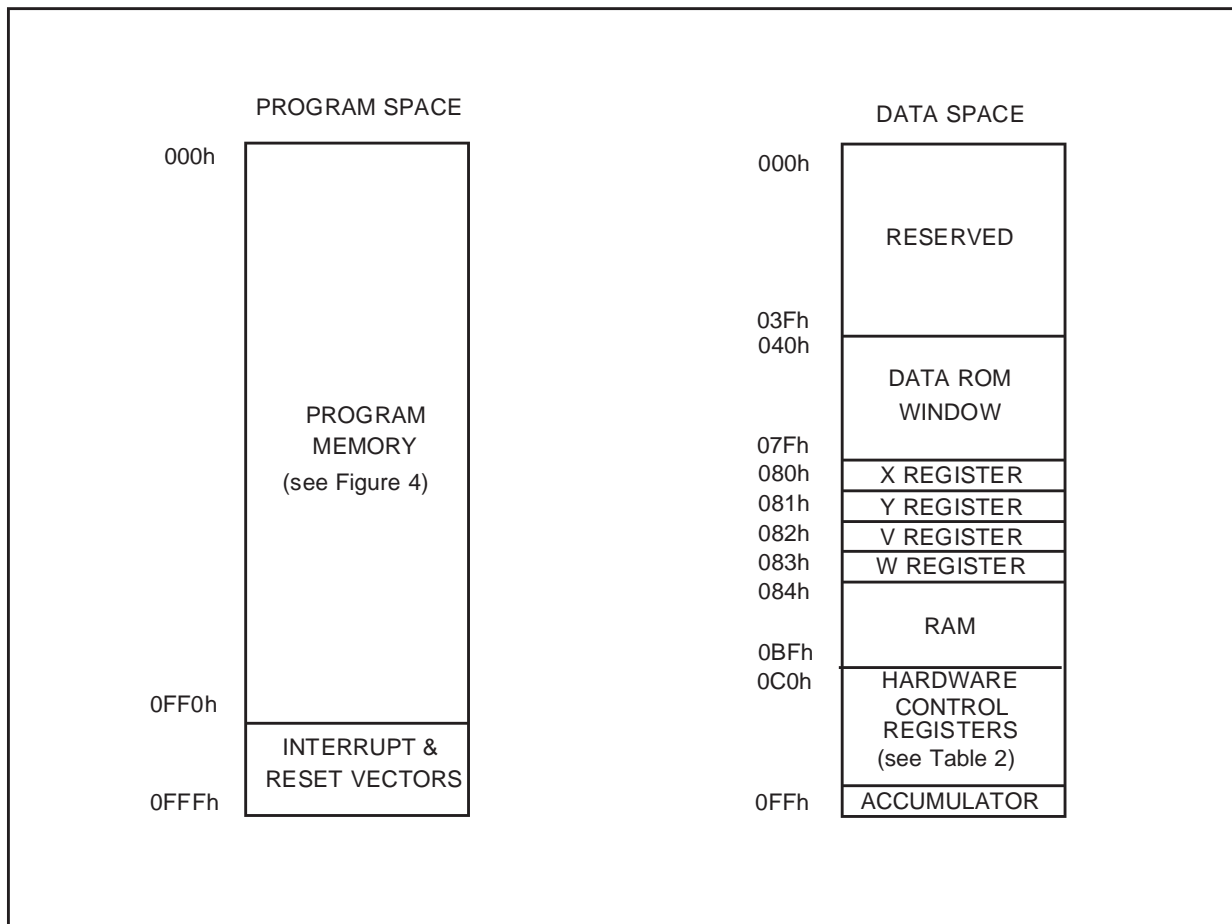 PROGRAM SPACE
000h
PROGRAM
MEMORY
(see Figure 4)
0FF0h
INTERRUPT &
RESET VECTORS
0FFFh
DATA SPACE
000h
RESERVED
03Fh
040h
DATA ROM
WINDOW
07Fh
080h
X REGISTER
081h
Y REGISTER
082h
V REGISTER
083h
W REGISTER
084h
RAM
0BFh
0C0h
HARDWARE
CONTROL
REGISTERS
(see Table 2)
0FFh
ACCUMULATOR